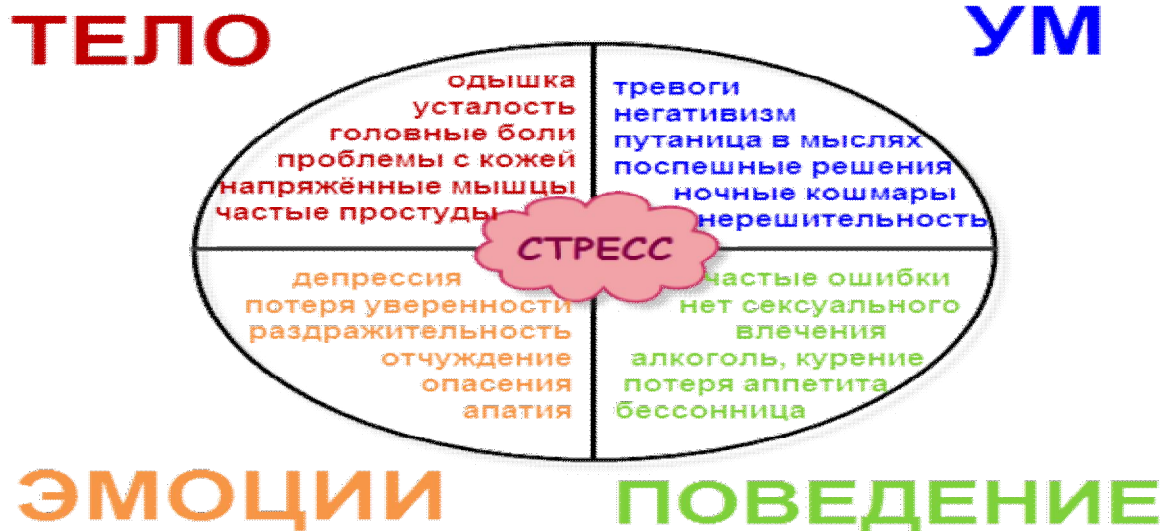 ТЕЛО
УМ
одышка
усталость
головные боли
проблемы с кожей
напряжённые мышцы
частые простуды
тревоги
негативизм
путаница в мыслях
поспешные решения
ночные кошмары
нерешительность
СТРЕСС
депрессия
потеря уверенности
раздражительность
отчуждение
опасения
апатия
частые ошибки
нет сексуального
влечения
алкоголь, курение
потеря аппетита
бессонница
ЭМОЦИИ
ПОВЕДЕНИЕ